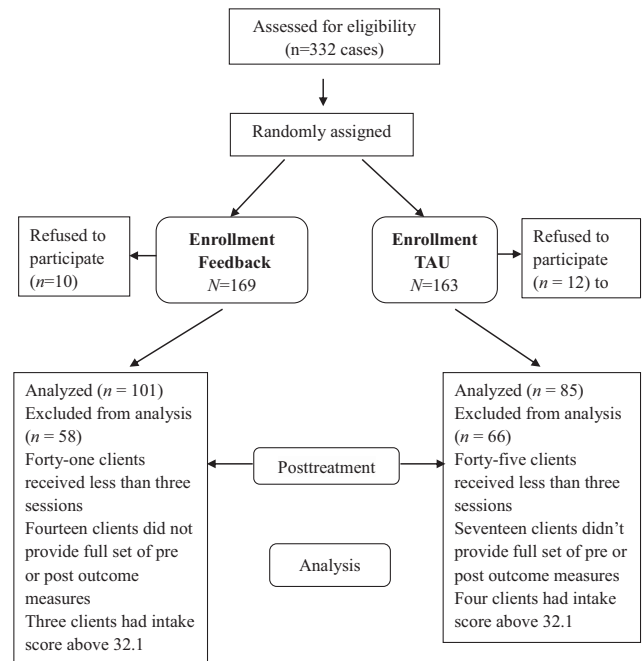 Assessed for eligibility
(n=332 cases)
Randomly assigned
Refused to
participate
(n=10)
Enrollment
Feedback
N=169
Enrollment
TAU
N=163
Refused to
participate
(n = 12) to
Analyzed (n = 101)
Excluded from analysis
(n = 58)
Forty-one clients
received less than three
sessions
Fourteen clients did not
provide full set of pre
or post outcome
measures
Three clients had intake
score above 32.1
Posttreatment
Analysis
Analyzed (n = 85)
Excluded from analysis
(n = 66)
Forty-five clients
received less than three
sessions
Seventeen clients didn't
provide full set of pre or
post outcome measures
Four clients had intake
score above 32.1